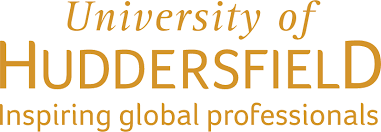 University of
HUDDERSFIELD
Inspiring global professionals